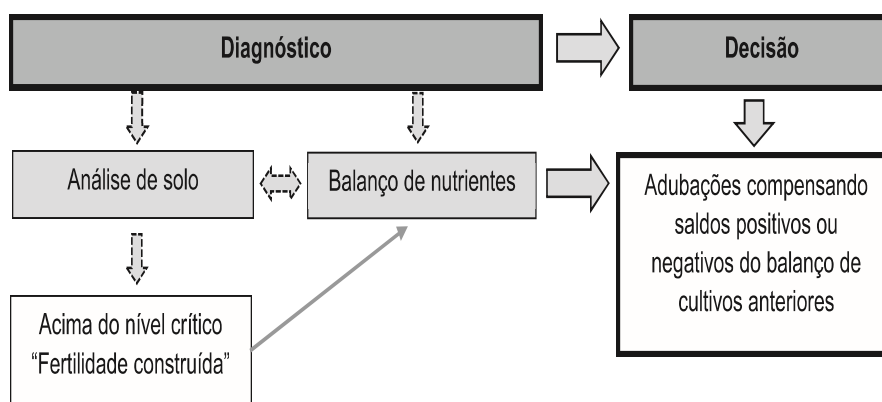 Diagnóstico
Decisão
Análise de solo
Balanço de nutrientes
Adubações compensando
saldos positivos ou
negativos do balanço de
cultivos anteriores
Acima do nível crítico
“Fertilidade construída”